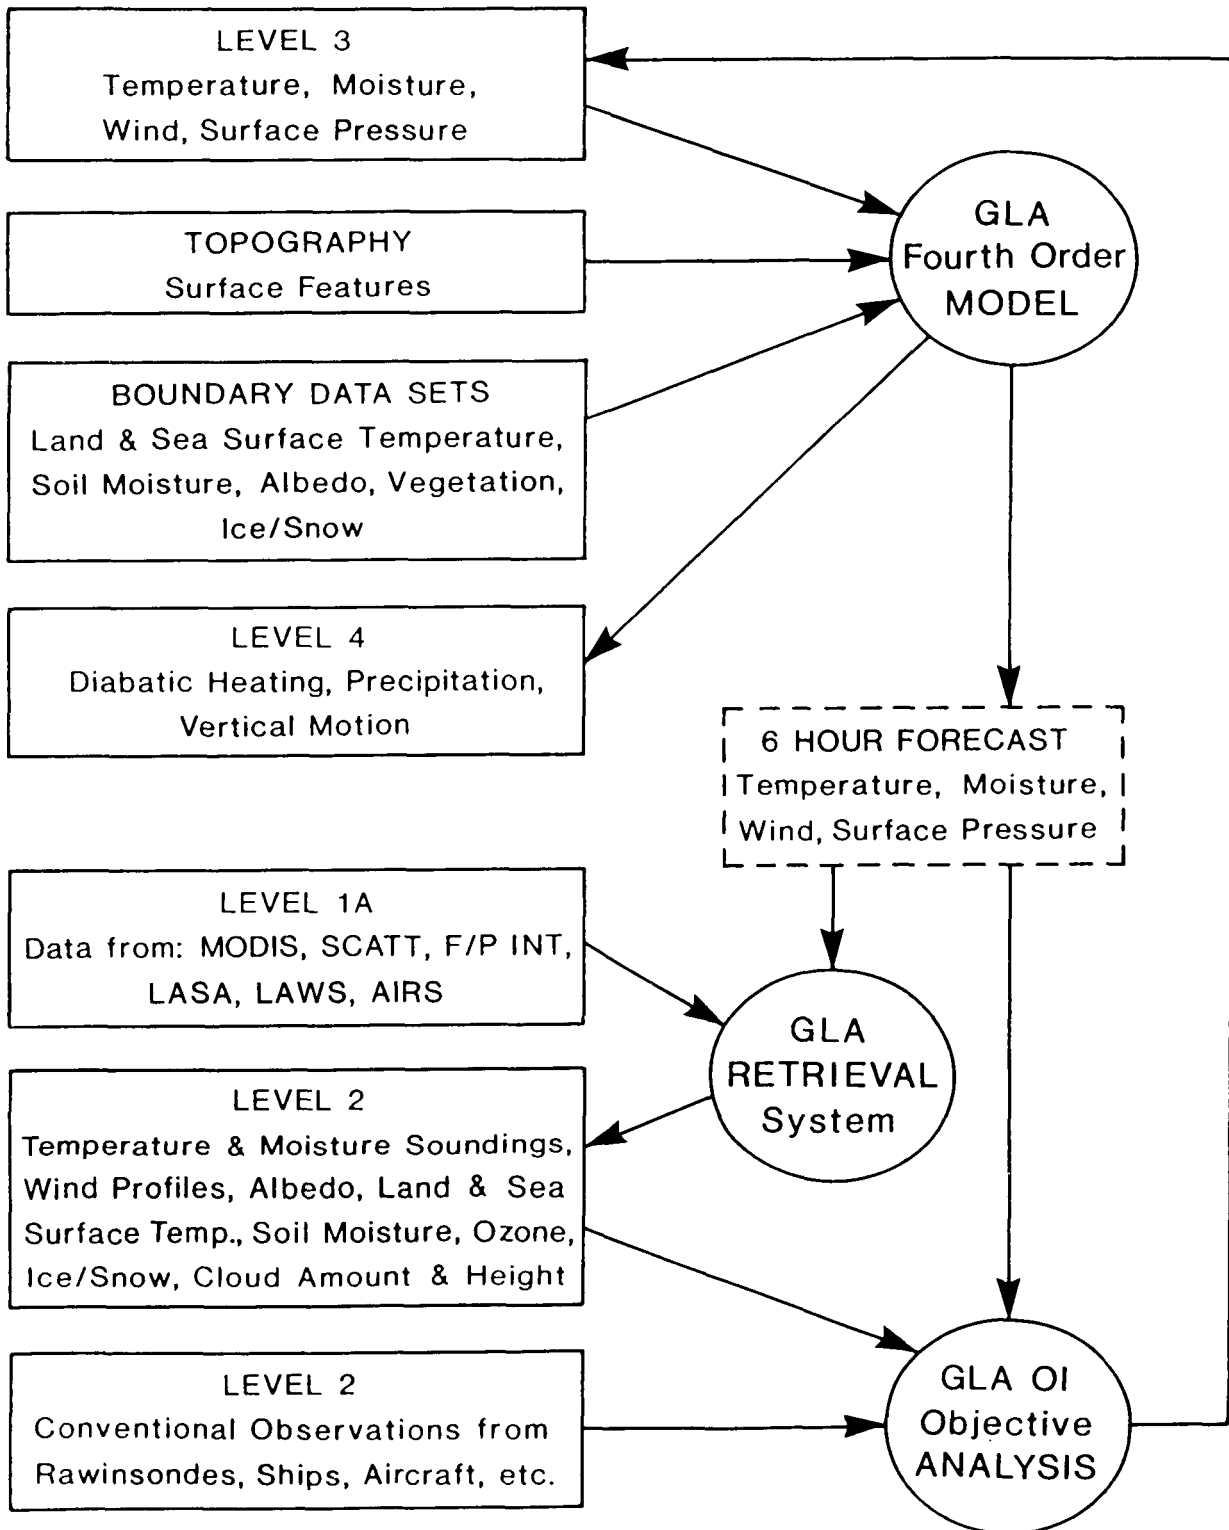 LEVEL 3
Temperature, Moisture,
Wind, Surface Pressure
GLA
Fourth Order
MODEL
TOPOGRAPHY
Surface Features
BOUNDARY DATA SETS
Land & Sea Surface Temperature,
Soil Moisture, Albedo, Vegetation,
Ice/Snow
LEVEL 4
Diabatic Heating, Precipitation,
Vertical Motion
6 HOUR FORECAST
Temperature, Moisture,
Wind, Surface Pressure
LEVEL 1A
Data from: MODIS, SCATT, F/P INT,
LASA, LAWS, AIRS
GLA
RETRIEVAL
System
LEVEL 2
Temperature & Moisture Soundings,
Wind Profiles, Albedo, Land & Sea
Surface Temp., Soil Moisture, Ozone,
Ice/Snow, Cloud Amount & Height
LEVEL 2
Conventional Observations from
Rawinsondes, Ships, Aircraft, etc.
GLA OI
Objective
ANALYSIS